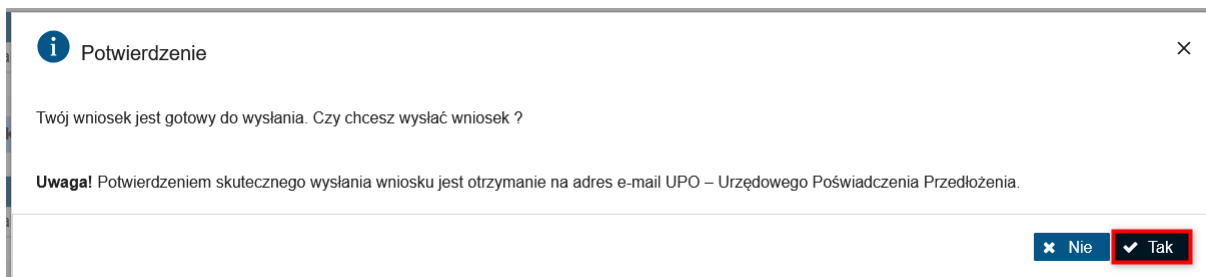 Potwierdzenie
Twój wniosek jest gotowy do wysłania. Czy chcesz wysłać wniosek ?
Uwaga! Potwierdzeniem skutecznego wysłania wniosku jest otrzymanie na adres e-mail UPO – Urzędowego Poświadczenia Przedłożenia.
Nie Tak